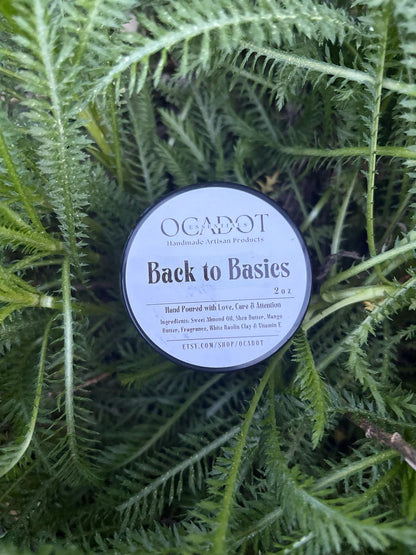 OCADOT
ESSENTIALS
Handmade Artisan Products
Back to Basics
2 oz
Hand Poured with Love, Care & Attention
Ingredients: Sweet Almond Oil, Shea Butter, Mango
Butter, Fragrance, White Kaolin Clay & Vitamin E
ETSY.COM/SHOP/OCADOT